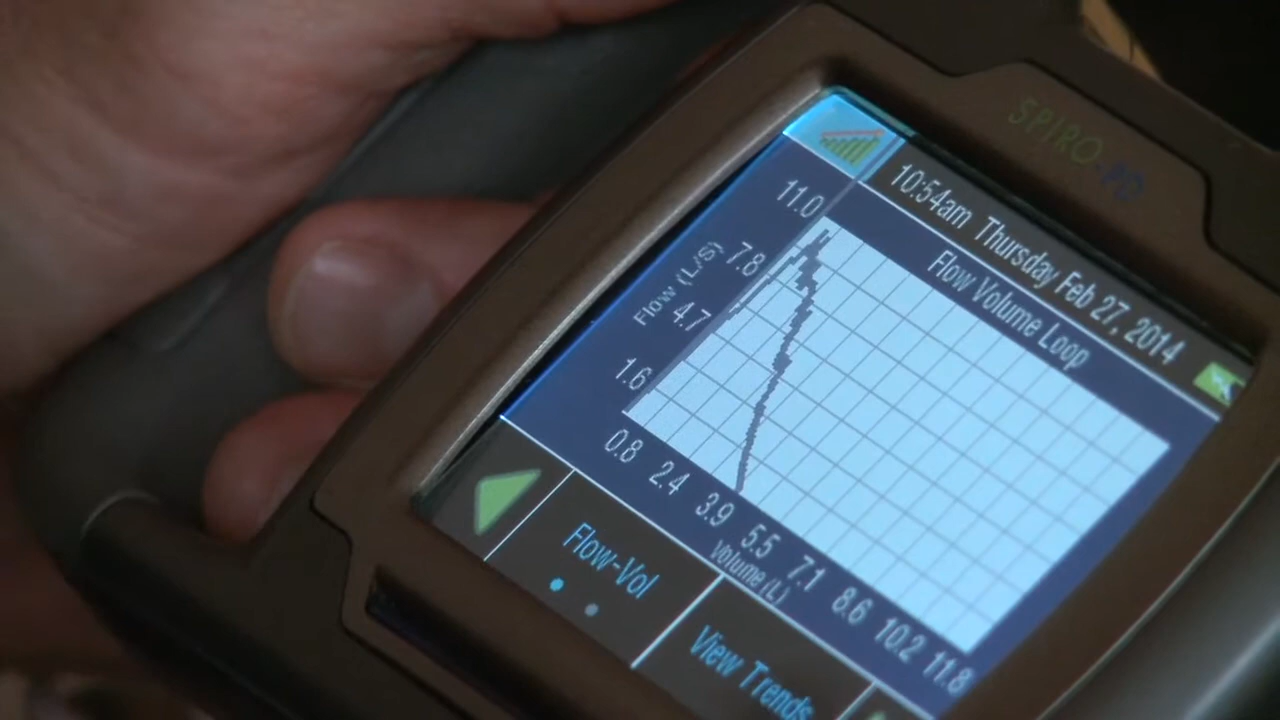 SPIRO-PD
10:54am Thursday Feb 27, 2014
Flow Volume Loop
11.0
7.8
4.7
1.6
Flow (L/S)
0.8 2.4 3.9 5.5 7.1 8.6 10.2 11.8
Volume (L)
Flow-Vol
View Trends